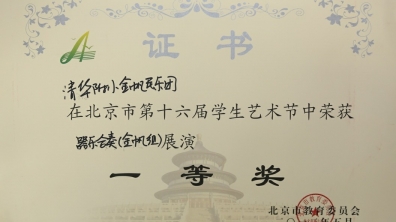 证书
清华附小金帆民乐团
在北京市第十六届学生艺术节中荣获
器乐合奏(金帆组)展演
一等奖
北京市教育委员会